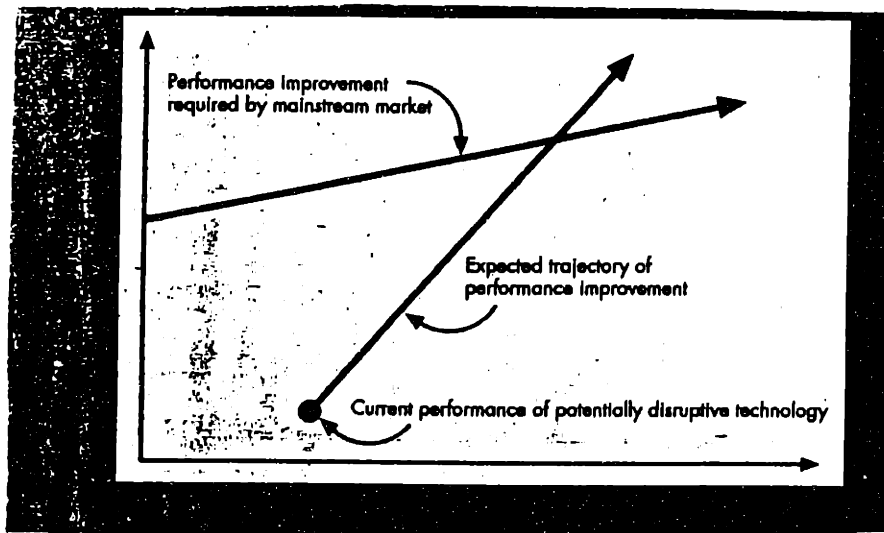 Performance improvement
required by mainstream market
Expected trajectory of
performance improvement
Current performance of potentially disruptive technology